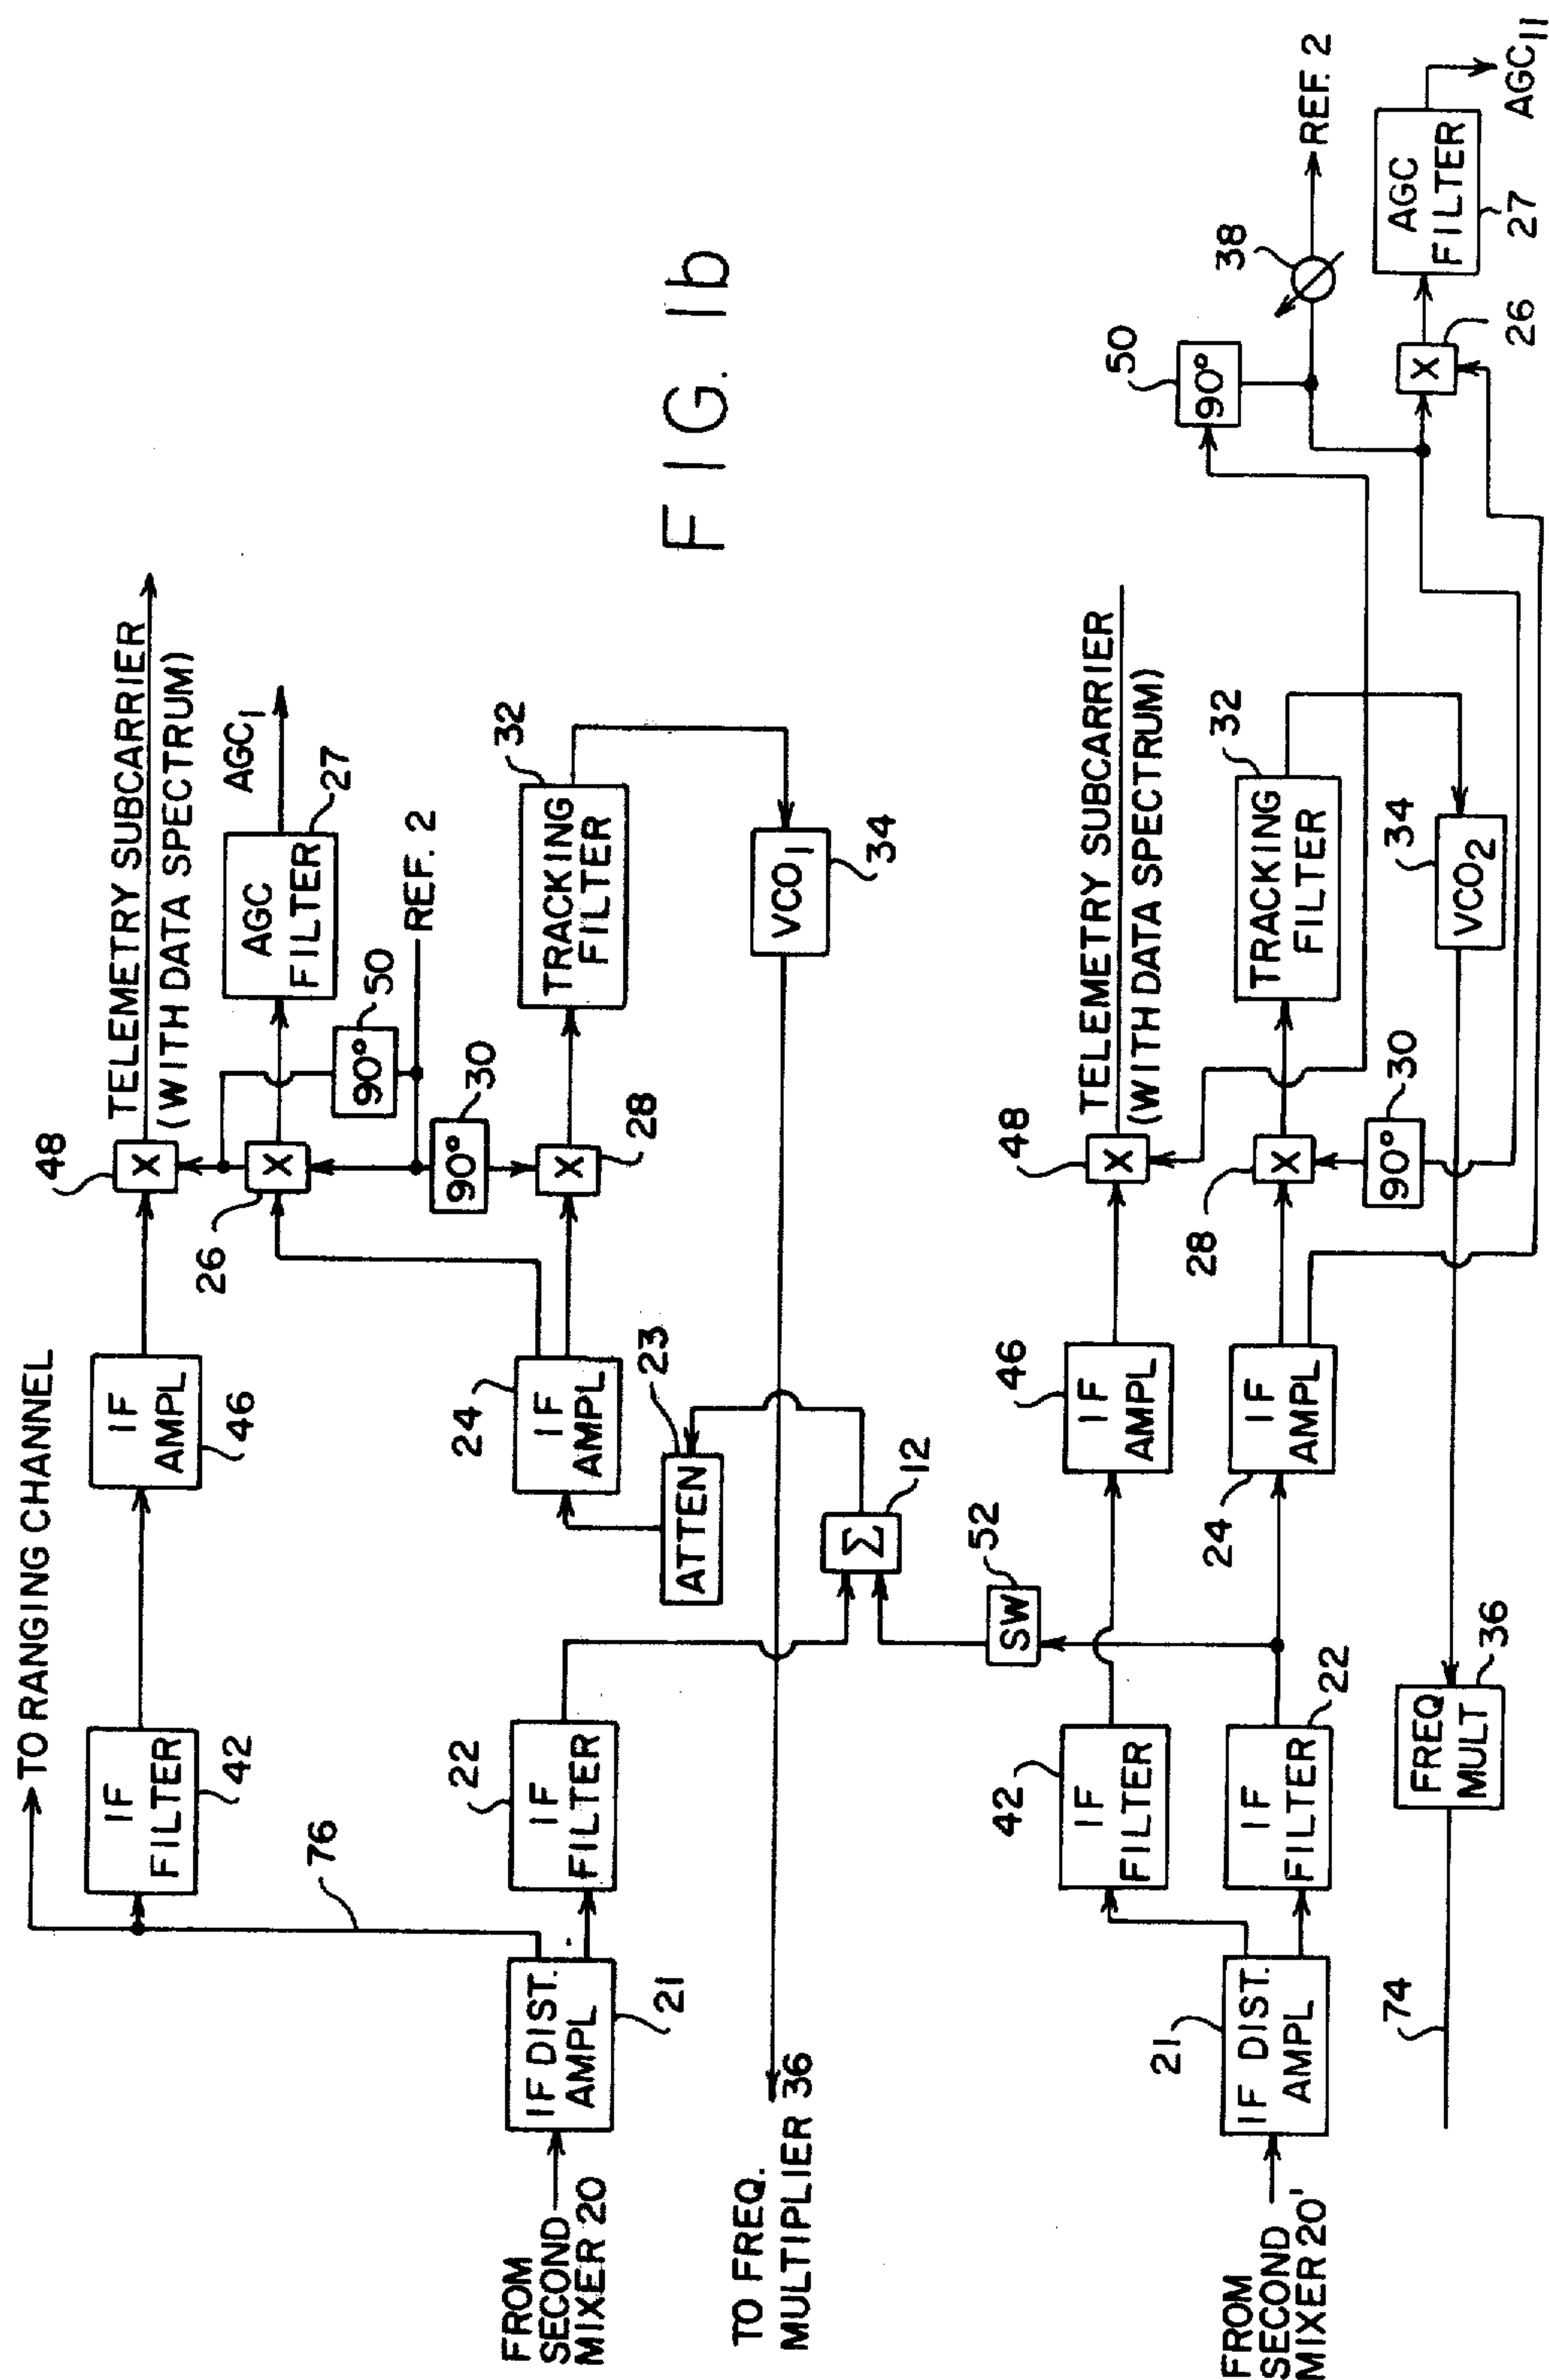 TO RANGING CHANNEL
IF
FILTER
42
IF
AMPL
46
48
X
TELEMETRY SUBCARRIER
(WITH DATA SPECTRUM)
76
26
X
AGC
FILTER
27
AGC I
90°
50
REF. 2
90°
30
FROM
SECOND
MIXER 20
IF DIST.
AMPL
21
22
IF
FILTER
24
IF
AMPL
X
28
TRACKING
FILTER
32
ATTEN
23
VCO1
34
TO FREQ.
MULTIPLIER 36
Σ
12
SW
52
FIG. 1b
42
IF
FILTER
46
IF
AMPL
48
X
TELEMETRY SUBCARRIER
(WITH DATA SPECTRUM)
50
90°
38
REF. 2
FROM
SECOND
MIXER 20'
21
IF DIST.
AMPL
IF
FILTER
22
24
IF
AMPL
28
X
TRACKING
FILTER
32
90°
30
X
26
AGC
FILTER
27
AGC II
74
FREQ
MULT
36
VCO2
34